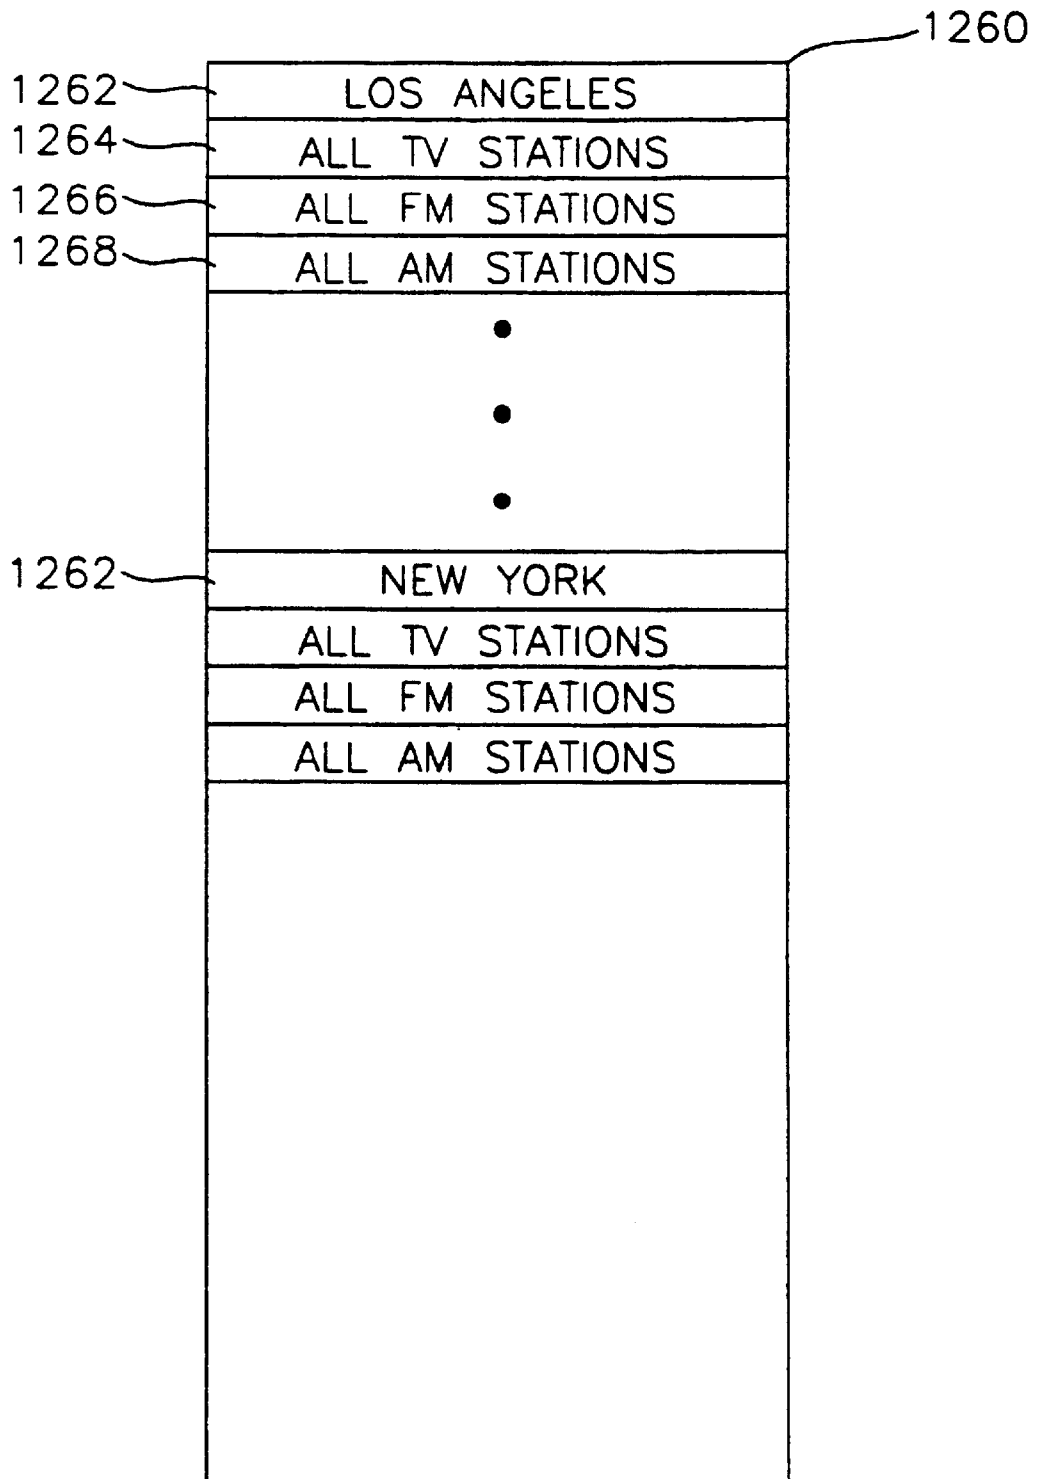 1260
1262 LOS ANGELES
1264 ALL TV STATIONS
1266 ALL FM STATIONS
1268 ALL AM STATIONS
1262 NEW YORK
ALL TV STATIONS
ALL FM STATIONS
ALL AM STATIONS